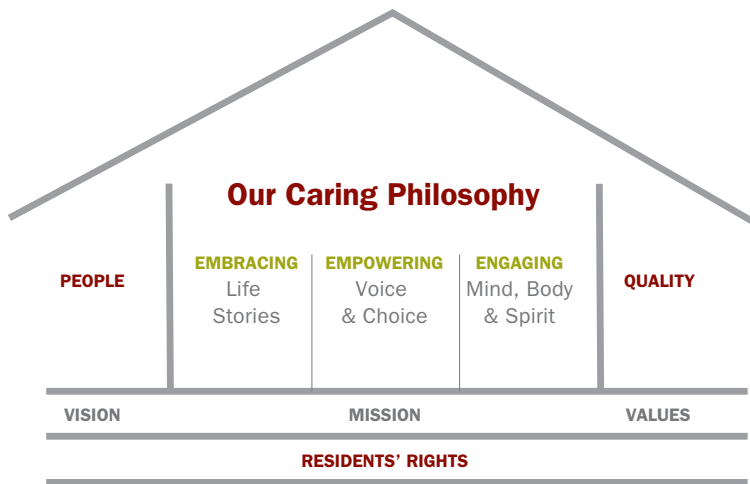 Our Caring Philosophy
PEOPLE
EMBRACING
Life
Stories
EMPOWERING
Voice
& Choice
ENGAGING
Mind, Body
& Spirit
QUALITY
VISION
MISSION
VALUES
RESIDENTS’ RIGHTS